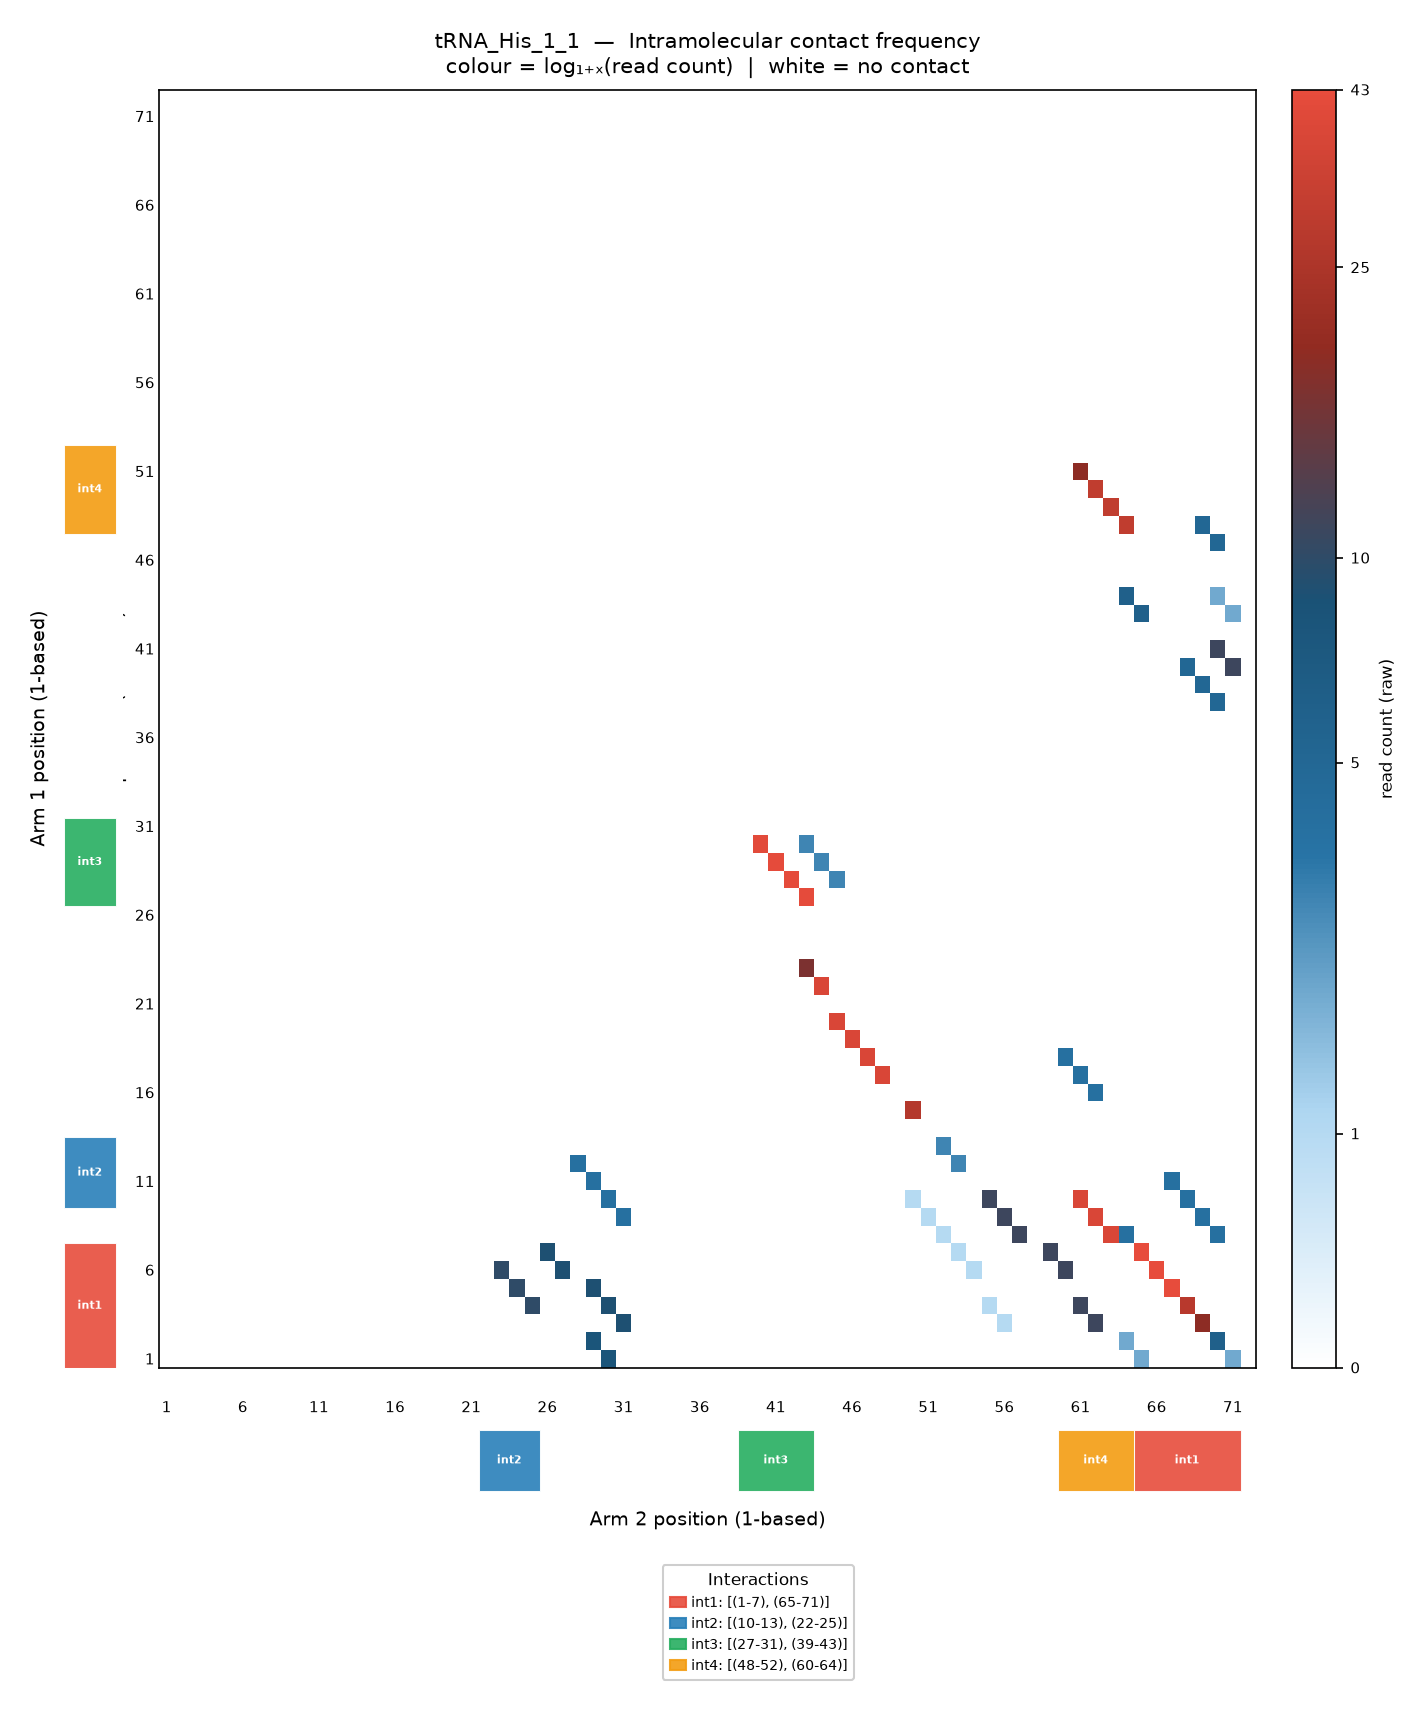 tRNA_His_1_1 — Intramolecular contact frequency
colour = log₁₊ₓ(read count) | white = no contact
71
66
61
56
51
46
41
36
31
26
21
16
11
6
1
int4
int3
int2
int1
Arm 1 position (1-based)
43
25
10
5
1
0
read count (raw)
1 6 11 16 21 26 31 36 41 46 51 56 61 66 71
int2 int3 int4 int1
Arm 2 position (1-based)
Interactions
int1: [(1-7), (65-71)]
int2: [(10-13), (22-25)]
int3: [(27-31), (39-43)]
int4: [(48-52), (60-64)]